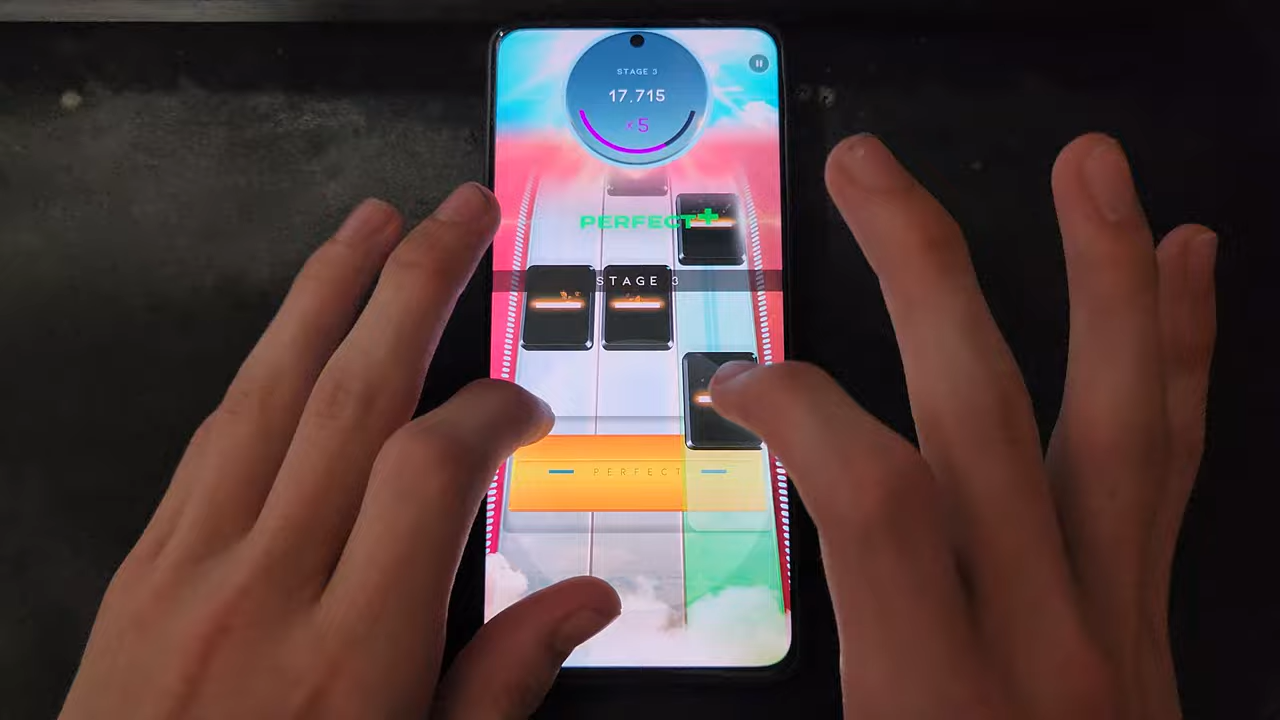 STAGE 3
17.715
×5
PERFECT+
STAGE 3
PERFECT